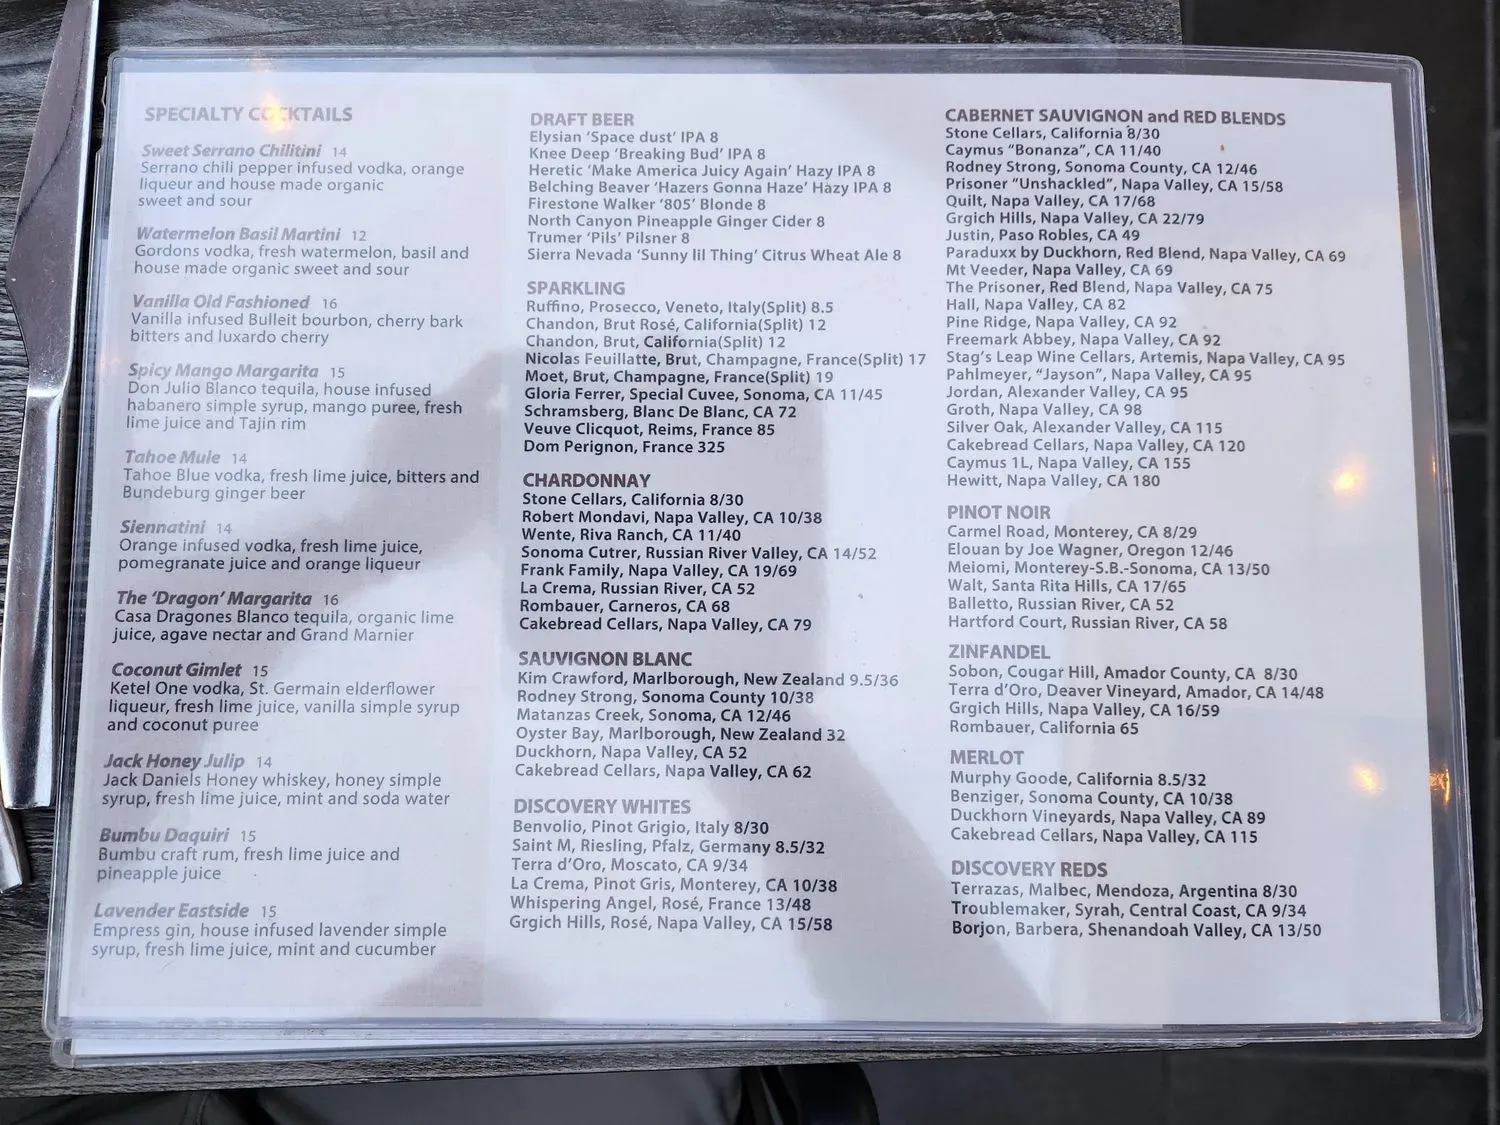 SPECIALTY COCKTAILS
Sweet Serrano Chilitini 14
Serrano chili pepper infused vodka, orange
liqueur and house made organic
sweet and sour
Watermelon Basil Martini 12
Gordons vodka, fresh watermelon, basil and
house made organic sweet and sour
Vanilla Old Fashioned 16
Vanilla infused Bulleit bourbon, cherry bark
bitters and luxardo cherry
Spicy Mango Margarita 15
Don Julio Blanco tequila, house infused
habanero simple syrup, mango puree, fresh
lime juice and Tajin rim
Tahoe Mule 14
Tahoe Blue vodka, fresh lime juice, bitters and
Bundeburg ginger beer
Siennatini 14
Orange infused vodka, fresh lime juice,
pomegranate juice and orange liqueur
The 'Dragon' Margarita 16
Casa Dragones Blanco tequila, organic lime
juice, agave nectar and Grand Marnier
Coconut Gimlet 15
Ketel One vodka, St. Germain elderflower
liqueur, fresh lime juice, vanilla simple syrup
and coconut puree
Jack Honey Julip 14
Jack Daniels Honey whiskey, honey simple
syrup, fresh lime juice, mint and soda water
Bumbu Daquiri 15
Bumbu craft rum, fresh lime juice and
pineapple juice
Lavender Eastside 15
Empress gin, house infused lavender simple
syrup, fresh lime juice, mint and cucumber
DRAFT BEER
Elysian 'Space dust' IPA 8
Knee Deep 'Breaking Bud' IPA 8
Heretic 'Make America Juicy Again' Hazy IPA 8
Belching Beaver 'Hazers Gonna Haze' Hazy IPA 8
Firestone Walker '805' Blonde 8
North Canyon Pineapple Ginger Cider 8
Trumer 'Pils' Pilsner 8
Sierra Nevada 'Sunny lil Thing' Citrus Wheat Ale 8
SPARKLING
Ruffino, Prosecco, Veneto, Italy(Split) 8.5
Chandon, Brut Rosé, California(Split) 12
Chandon, Brut, California(Split) 12
Nicolas Feuillatte, Brut, Champagne, France(Split) 17
Moet, Brut, Champagne, France(Split) 19
Gloria Ferrer, Special Cuvee, Sonoma, CA 11/45
Schramsberg, Blanc De Blanc, CA 72
Veuve Clicquot, Reims, France 85
Dom Perignon, France 325
CHARDONNAY
Stone Cellars, California 8/30
Robert Mondavi, Napa Valley, CA 10/38
Wente, Riva Ranch, CA 11/40
Sonoma Cutrer, Russian River Valley, CA 14/52
Frank Family, Napa Valley, CA 19/69
La Crema, Russian River, CA 52
Rombauer, Carneros, CA 68
Cakebread Cellars, Napa Valley, CA 79
SAUVIGNON BLANC
Kim Crawford, Marlborough, New Zealand 9.5/36
Rodney Strong, Sonoma County 10/38
Matanzas Creek, Sonoma, CA 12/46
Oyster Bay, Marlborough, New Zealand 32
Duckhorn, Napa Valley, CA 52
Cakebread Cellars, Napa Valley, CA 62
DISCOVERY WHITES
Benvolio, Pinot Grigio, Italy 8/30
Saint M, Riesling, Pfalz, Germany 8.5/32
Terra d'Oro, Moscato, CA 9/34
La Crema, Pinot Gris, Monterey, CA 10/38
Whispering Angel, Rosé, France 13/48
Grgich Hills, Rosé, Napa Valley, CA 15/58
CABERNET SAUVIGNON and RED BLENDS
Stone Cellars, California 8/30
Caymus "Bonanza", CA 11/40
Rodney Strong, Sonoma County, CA 12/46
Prisoner "Unshackled", Napa Valley, CA 15/58
Quilt, Napa Valley, CA 17/68
Grgich Hills, Napa Valley, CA 22/79
Justin, Paso Robles, CA 49
Paraduxx by Duckhorn, Red Blend, Napa Valley, CA 69
Mt Veeder, Napa Valley, CA 69
The Prisoner, Red Blend, Napa Valley, CA 75
Hall, Napa Valley, CA 82
Pine Ridge, Napa Valley, CA 92
Freemark Abbey, Napa Valley, CA 92
Stag's Leap Wine Cellars, Artemis, Napa Valley, CA 95
Pahlmeyer, "Jayson", Napa Valley, CA 95
Jordan, Alexander Valley, CA 95
Groth, Napa Valley, CA 98
Silver Oak, Alexander Valley, CA 115
Cakebread Cellars, Napa Valley, CA 120
Caymus 1L, Napa Valley, CA 155
Hewitt, Napa Valley, CA 180
PINOT NOIR
Carmel Road, Monterey, CA 8/29
Elouan by Joe Wagner, Oregon 12/46
Meiomi, Monterey-S.B.-Sonoma, CA 13/50
Walt, Santa Rita Hills, CA 17/65
Balletto, Russian River, CA 52
Hartford Court, Russian River, CA 58
ZINFANDEL
Sobon, Cougar Hill, Amador County, CA 8/30
Terra d'Oro, Deaver Vineyard, Amador, CA 14/48
Grgich Hills, Napa Valley, CA 16/59
Rombauer, California 65
MERLOT
Murphy Goode, California 8.5/32
Benziger, Sonoma County, CA 10/38
Duckhorn Vineyards, Napa Valley, CA 89
Cakebread Cellars, Napa Valley, CA 115
DISCOVERY REDS
Terrazas, Malbec, Mendoza, Argentina 8/30
Troublemaker, Syrah, Central Coast, CA 9/34
Borjon, Barbera, Shenandoah Valley, CA 13/50